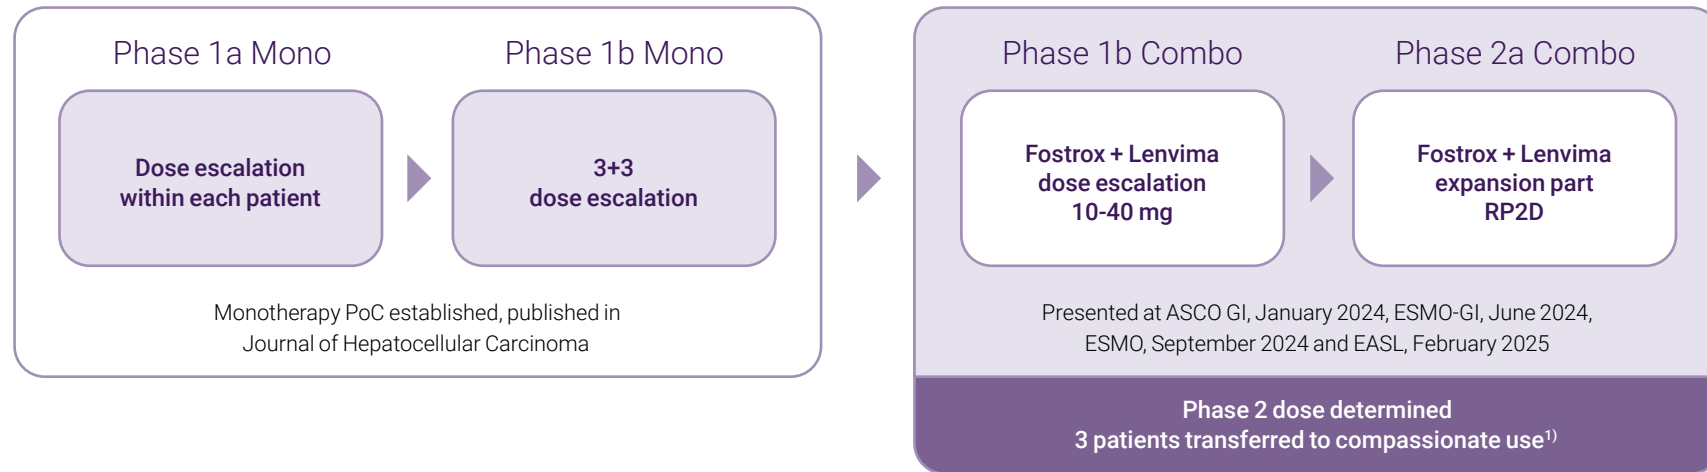 Phase 1a Mono
Phase 1b Mono
Dose escalation
within each patient
3+3
dose escalation
Monotherapy PoC established, published in
Journal of Hepatocellular Carcinoma
Phase 1b Combo
Phase 2a Combo
Fostrox + Lenvima
dose escalation
10-40 mg
Fostrox + Lenvima
expansion part
RP2D
Presented at ASCO GI, January 2024, ESMO-GI, June 2024,
ESMO, September 2024 and EASL, February 2025
Phase 2 dose determined
3 patients transferred to compassionate use1)